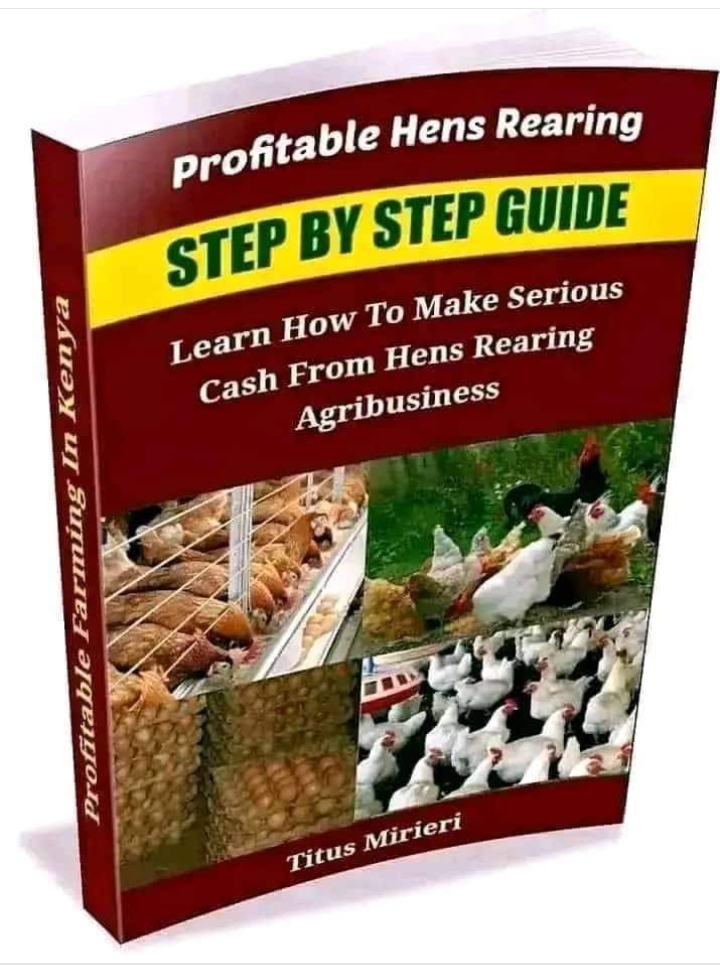 Profitable Hens Rearing
STEP BY STEP GUIDE
Learn How To Make Serious
Cash From Hens Rearing
Agribusiness
Titus Mirieri
Profitable Farming In Kenya